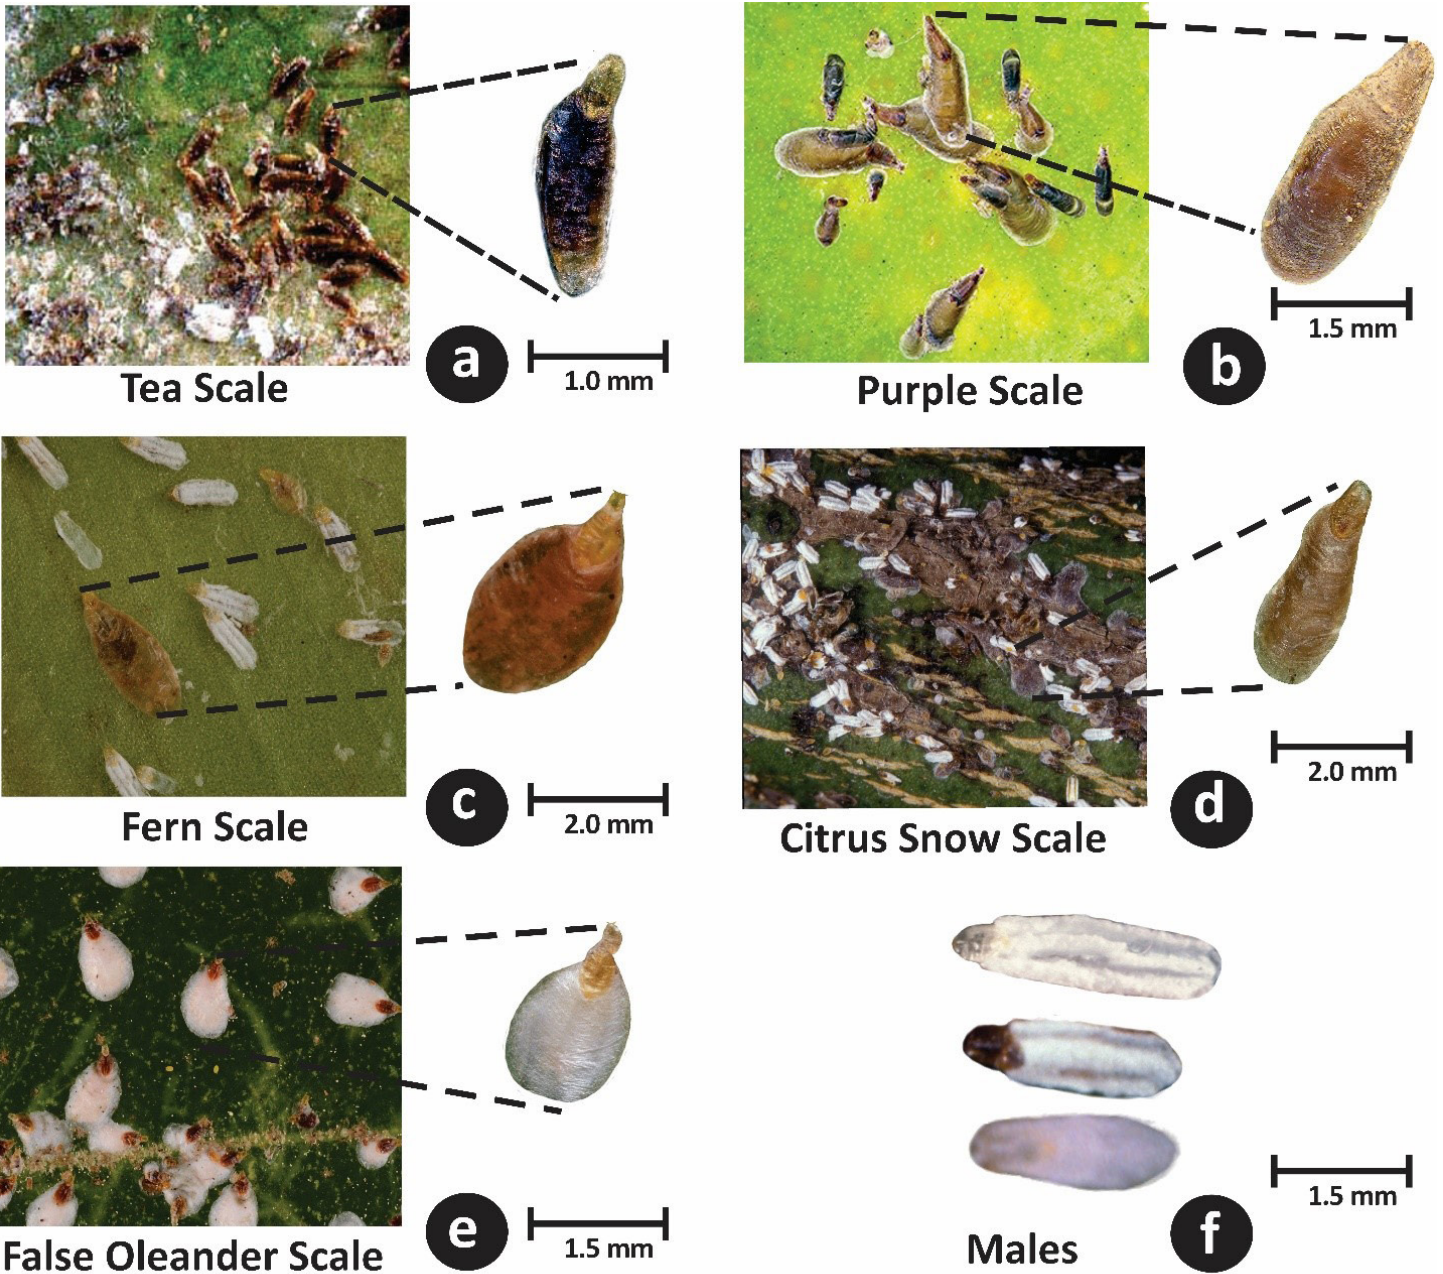 a
1.0 mm
Tea Scale
b
1.5 mm
Purple Scale
c
2.0 mm
Fern Scale
d
2.0 mm
Citrus Snow Scale
e
1.5 mm
False Oleander Scale
f
1.5 mm
Males